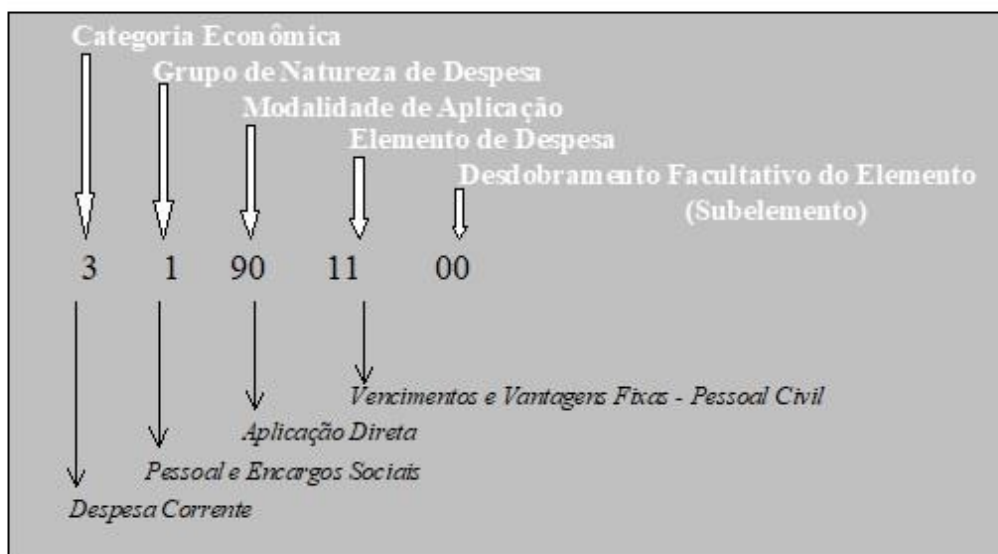 Categoria Econômica
Grupo de Natureza de Despesa
Modalidade de Aplicação
Elemento de Despesa
Desdobramento Facultativo do Elemento
(Subelemento)
3 1 90 11 00
Vencimentos e Vantagens Fixas - Pessoal Civil
Aplicação Direta
Pessoal e Encargos Sociais
Despesa Corrente